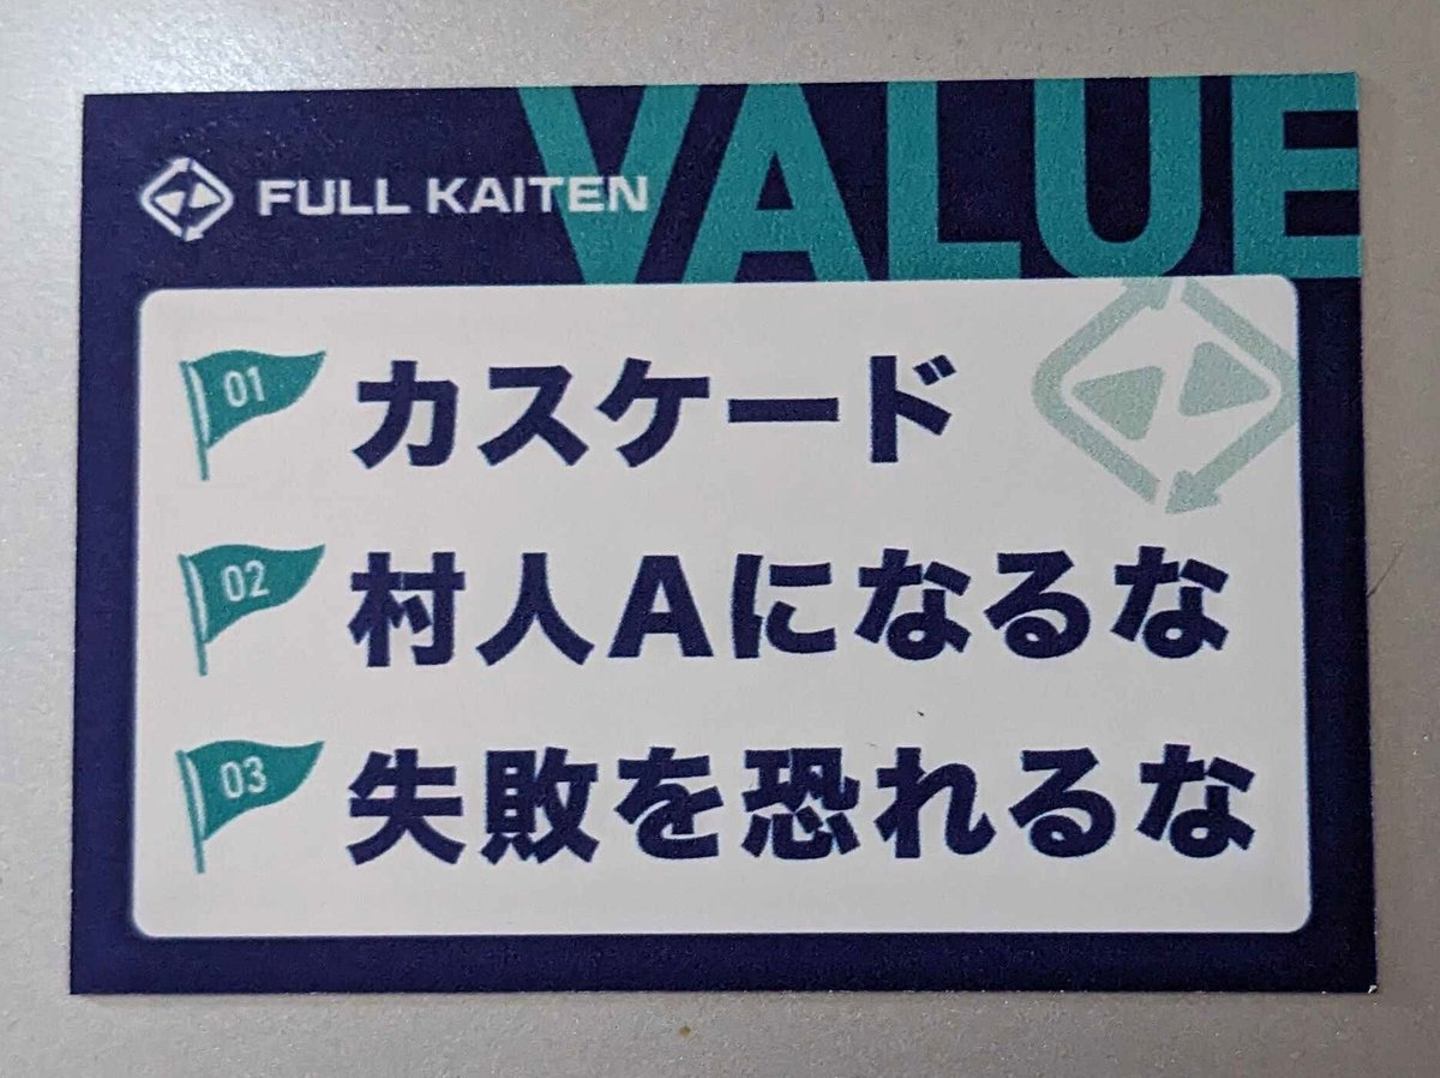 VALUE
FULL KAITEN
01 カスケード
02 村人Aになるな
03 失敗を恐れるな